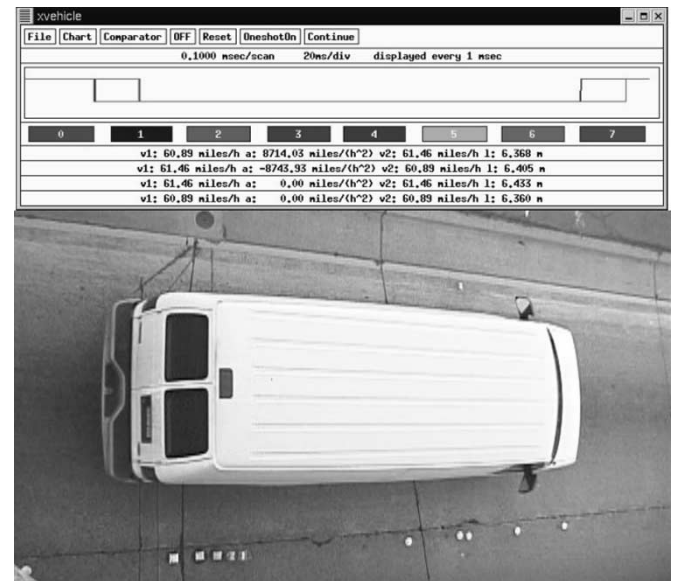 xvehicle
File Chart Comparator OFF Reset OneshotOn Continue
0.1000 msec/scan 20ms/div displayed every 1 msec
0 1 2 3 4 5 6 7
v1: 60.89 miles/h a: 8714.03 miles/(h^2) v2: 61.46 miles/h l: 6.368 m
v1: 61.46 miles/h a: -8743.93 miles/(h^2) v2: 60.89 miles/h l: 6.405 m
v1: 61.46 miles/h a: 0.00 miles/(h^2) v2: 61.46 miles/h l: 6.433 m
v1: 60.89 miles/h a: 0.00 miles/(h^2) v2: 60.89 miles/h l: 6.360 m